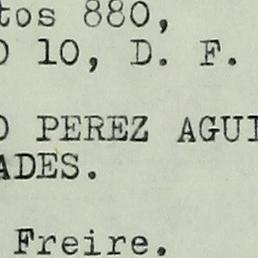 tos 880,
O 10, D. F.
O PEREZ AGUI
ADES.
Freire.